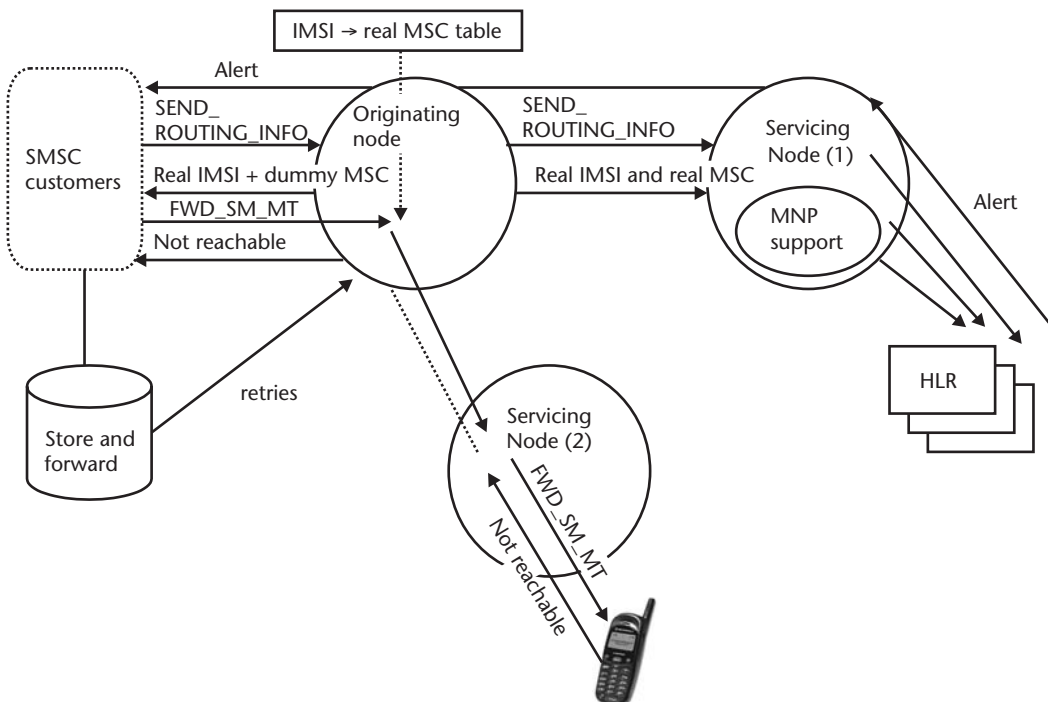 IMSI → real MSC table
Alert
SEND_
ROUTING_INFO
Originating
node
SEND_
ROUTING_INFO
Servicing
Node (1)
SMSC
customers
Real IMSI + dummy MSC
Real IMSI and real MSC
FWD_SM_MT
MNP
support
Alert
Not reachable
retries
HLR
Store and
forward
Servicing
Node (2)
FWD_SM_MT
Not reachable